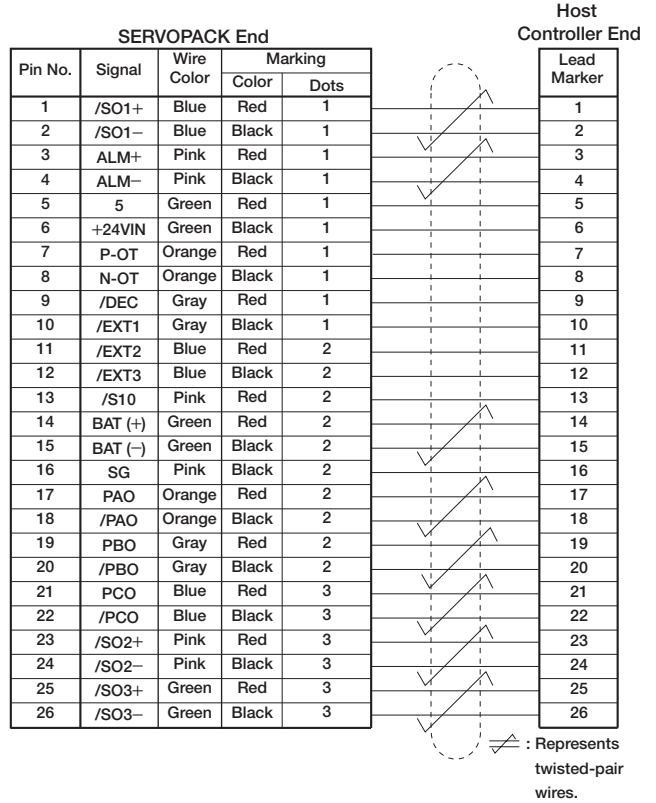 Host
SERVOPACK End Controller End
Pin No. Signal Wire Color Marking Lead Marker
Color Dots
1 /SO1+ Blue Red 1 1
2 /SO1− Blue Black 1 2
3 ALM+ Pink Red 1 3
4 ALM− Pink Black 1 4
5 5 Green Red 1 5
6 +24VIN Green Black 1 6
7 P-OT Orange Red 1 7
8 N-OT Orange Black 1 8
9 /DEC Gray Red 1 9
10 /EXT1 Gray Black 1 10
11 /EXT2 Blue Red 2 11
12 /EXT3 Blue Black 2 12
13 /S10 Pink Red 2 13
14 BAT (+) Green Red 2 14
15 BAT (−) Green Black 2 15
16 SG Pink Black 2 16
17 PAO Orange Red 2 17
18 /PAO Orange Black 2 18
19 PBO Gray Red 2 19
20 /PBO Gray Black 2 20
21 PCO Blue Red 3 21
22 /PCO Blue Black 3 22
23 /SO2+ Pink Red 3 23
24 /SO2− Pink Black 3 24
25 /SO3+ Green Red 3 25
26 /SO3− Green Black 3 26
: Represents
twisted-pair
wires.